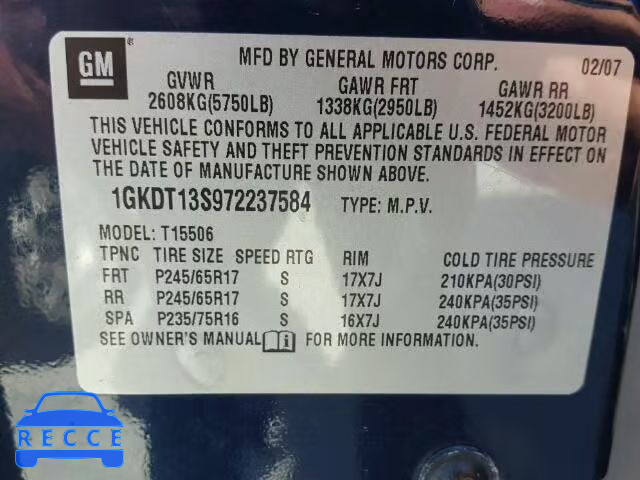 GM
®
MFD BY GENERAL MOTORS CORP. 02/07
GVWR GAWR FRT GAWR RR
2608KG(5750LB) 1338KG(2950LB) 1452KG(3200LB)
THIS VEHICLE CONFORMS TO ALL APPLICABLE U.S. FEDERAL MOTOR
VEHICLE SAFETY AND THEFT PREVENTION STANDARDS IN EFFECT ON
THE DATE OF MANUFACTURE SHOWN ABOVE.
1GKDT13S972237584 TYPE: M.P.V.
MODEL: T15506
TPNC TIRE SIZE SPEED RTG RIM COLD TIRE PRESSURE
FRT P245/65R17 S 17X7J 210KPA(30PSI)
RR P245/65R17 S 17X7J 240KPA(35PSI)
SPA P235/75R16 S 16X7J 240KPA(35PSI)
SEE OWNER'S MANUAL FOR MORE INFORMATION.
RECCE